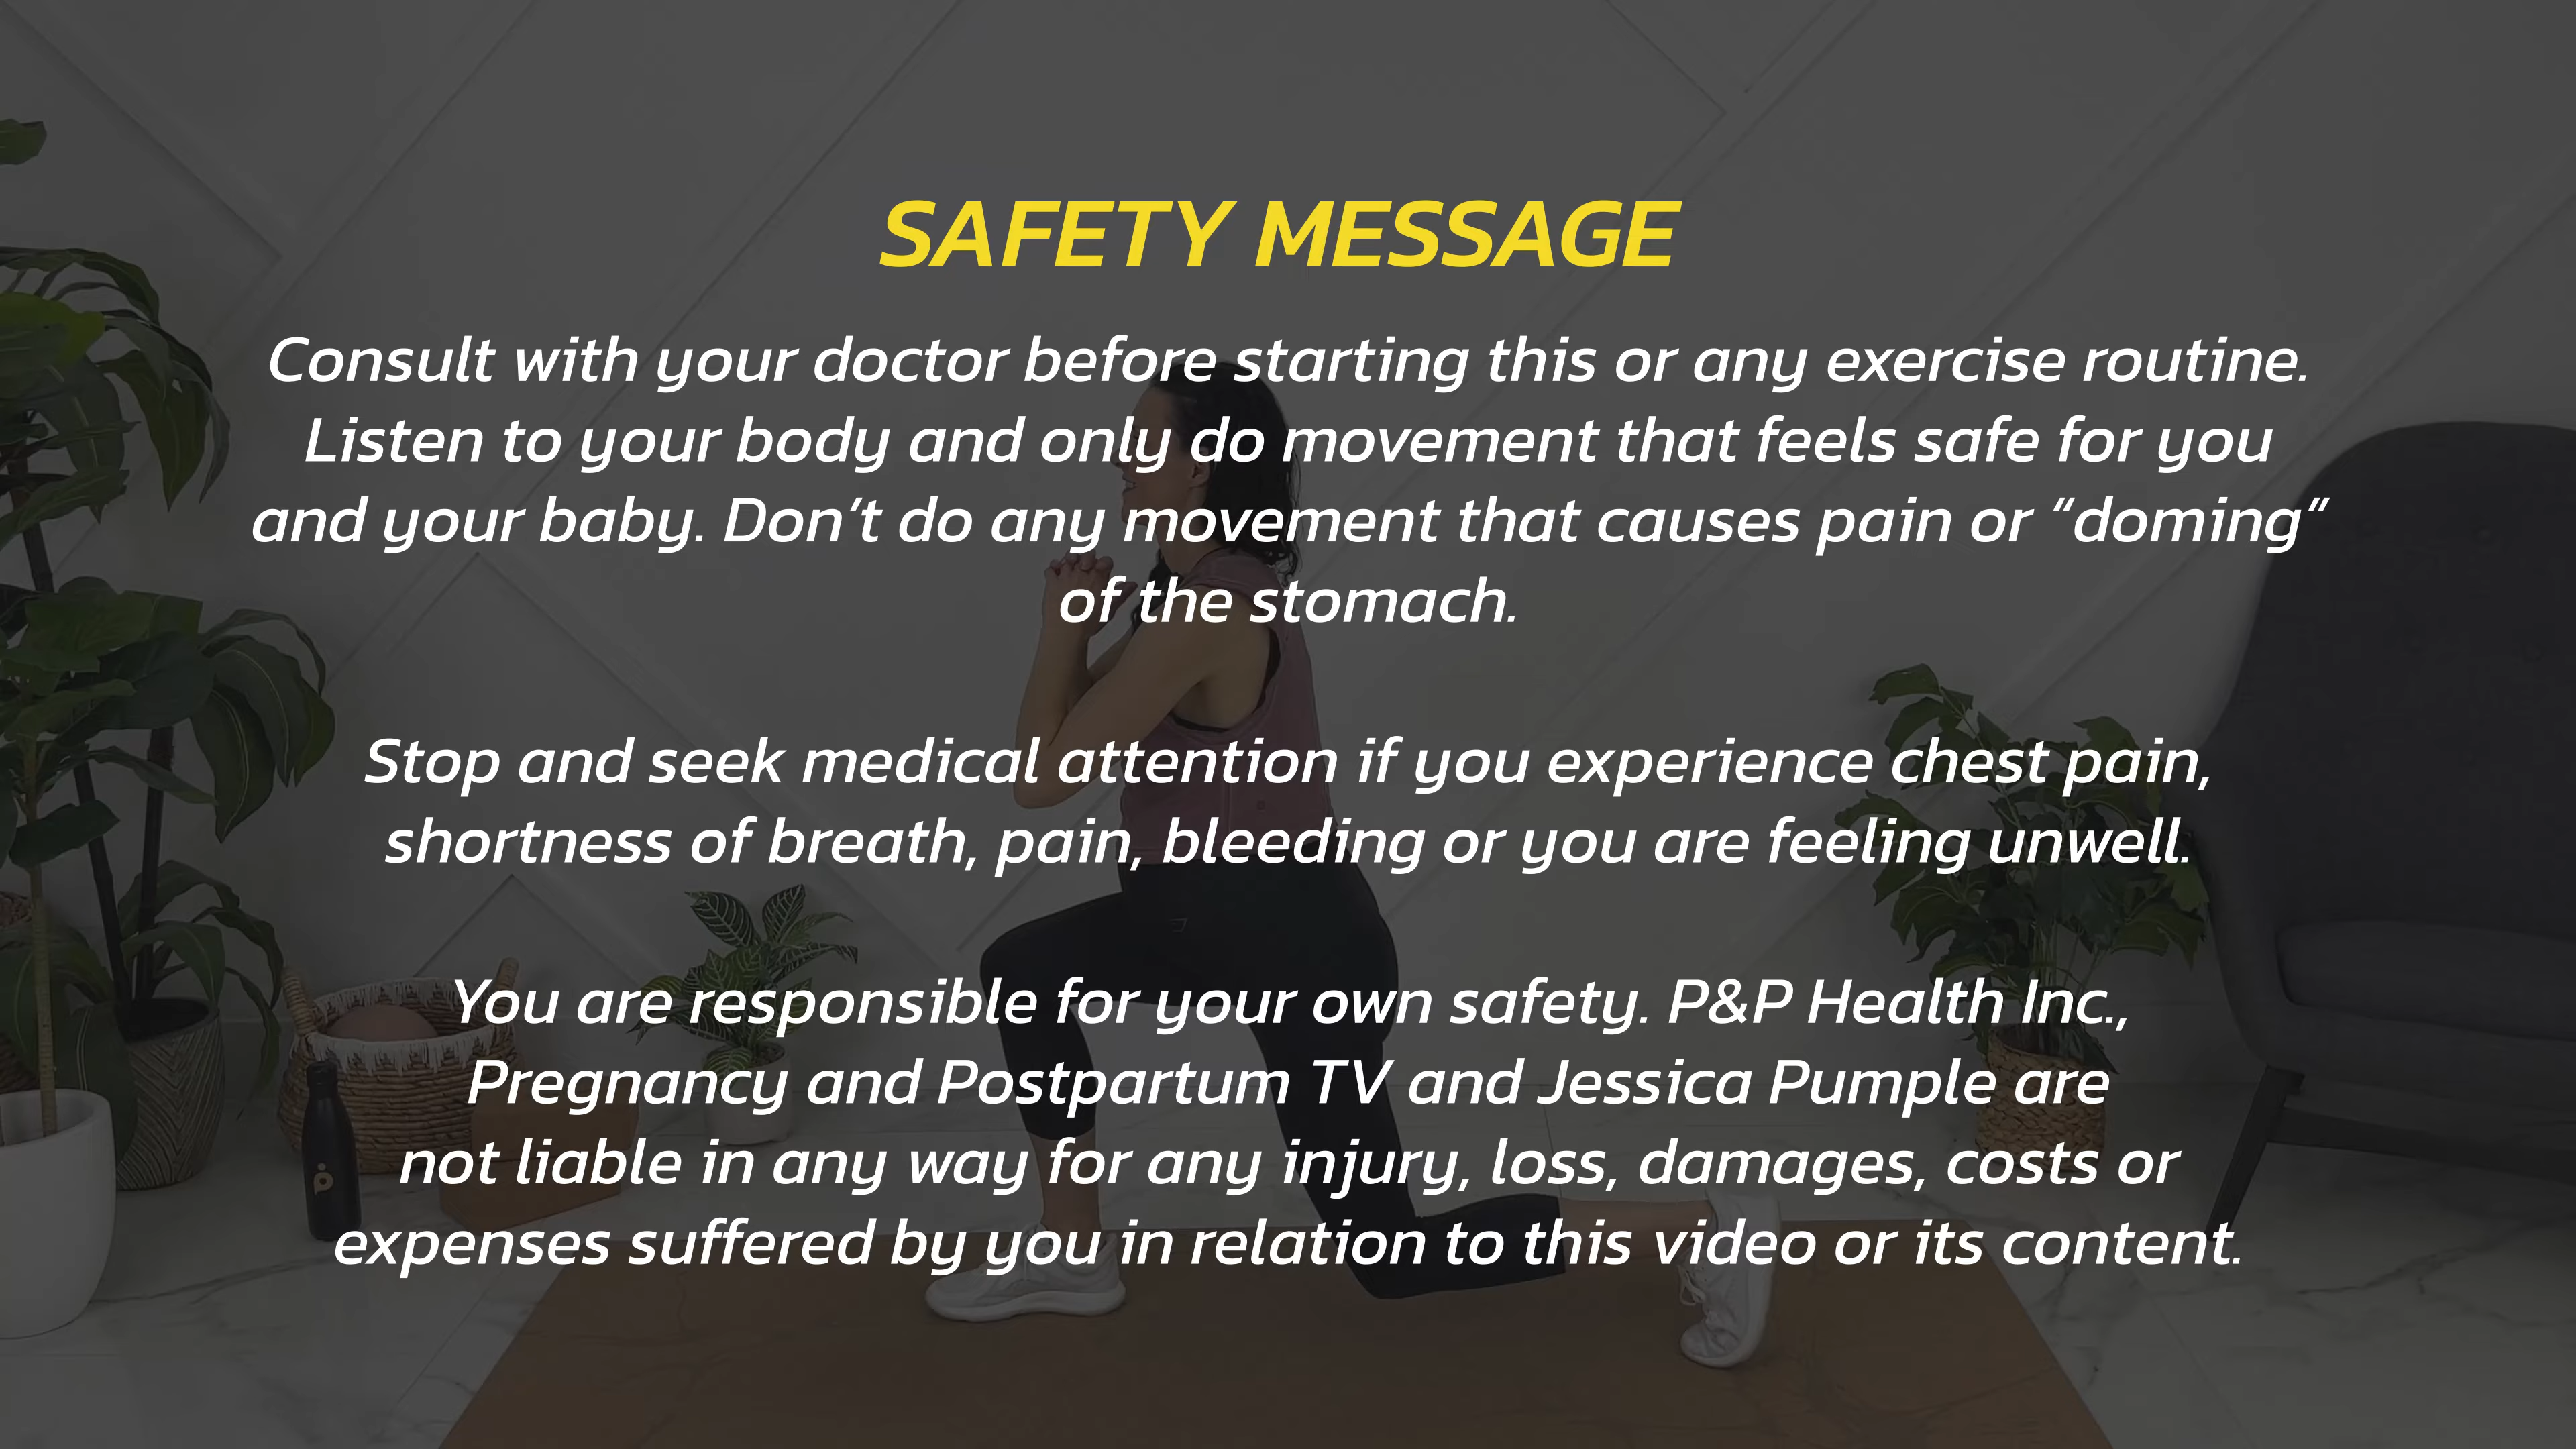 SAFETY MESSAGE
Consult with your doctor before starting this or any exercise routine.
Listen to your body and only do movement that feels safe for you
and your baby. Don’t do any movement that causes pain or “doming”
of the stomach.
Stop and seek medical attention if you experience chest pain,
shortness of breath, pain, bleeding or you are feeling unwell.
You are responsible for your own safety. P&P Health Inc.,
Pregnancy and Postpartum TV and Jessica Pumple are
not liable in any way for any injury, loss, damages, costs or
expenses suffered by you in relation to this video or its content.